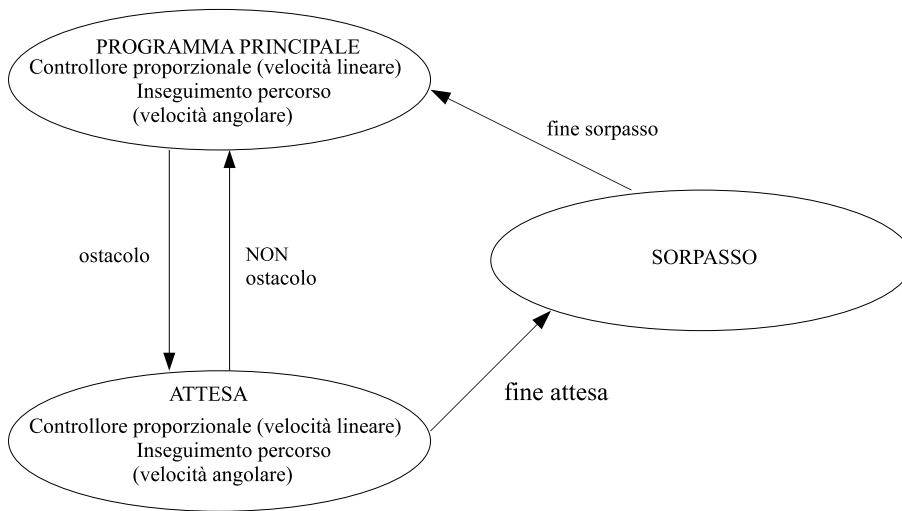 PROGRAMMA PRINCIPALE
Controllore proporzionale (velocità lineare)
Inseguimento percorso
(velocità angolare)
fine sorpasso
ostacolo
NON
ostacolo
SORPASSO
ATTESA
Controllore proporzionale (velocità lineare)
Inseguimento percorso
(velocità angolare)
fine attesa